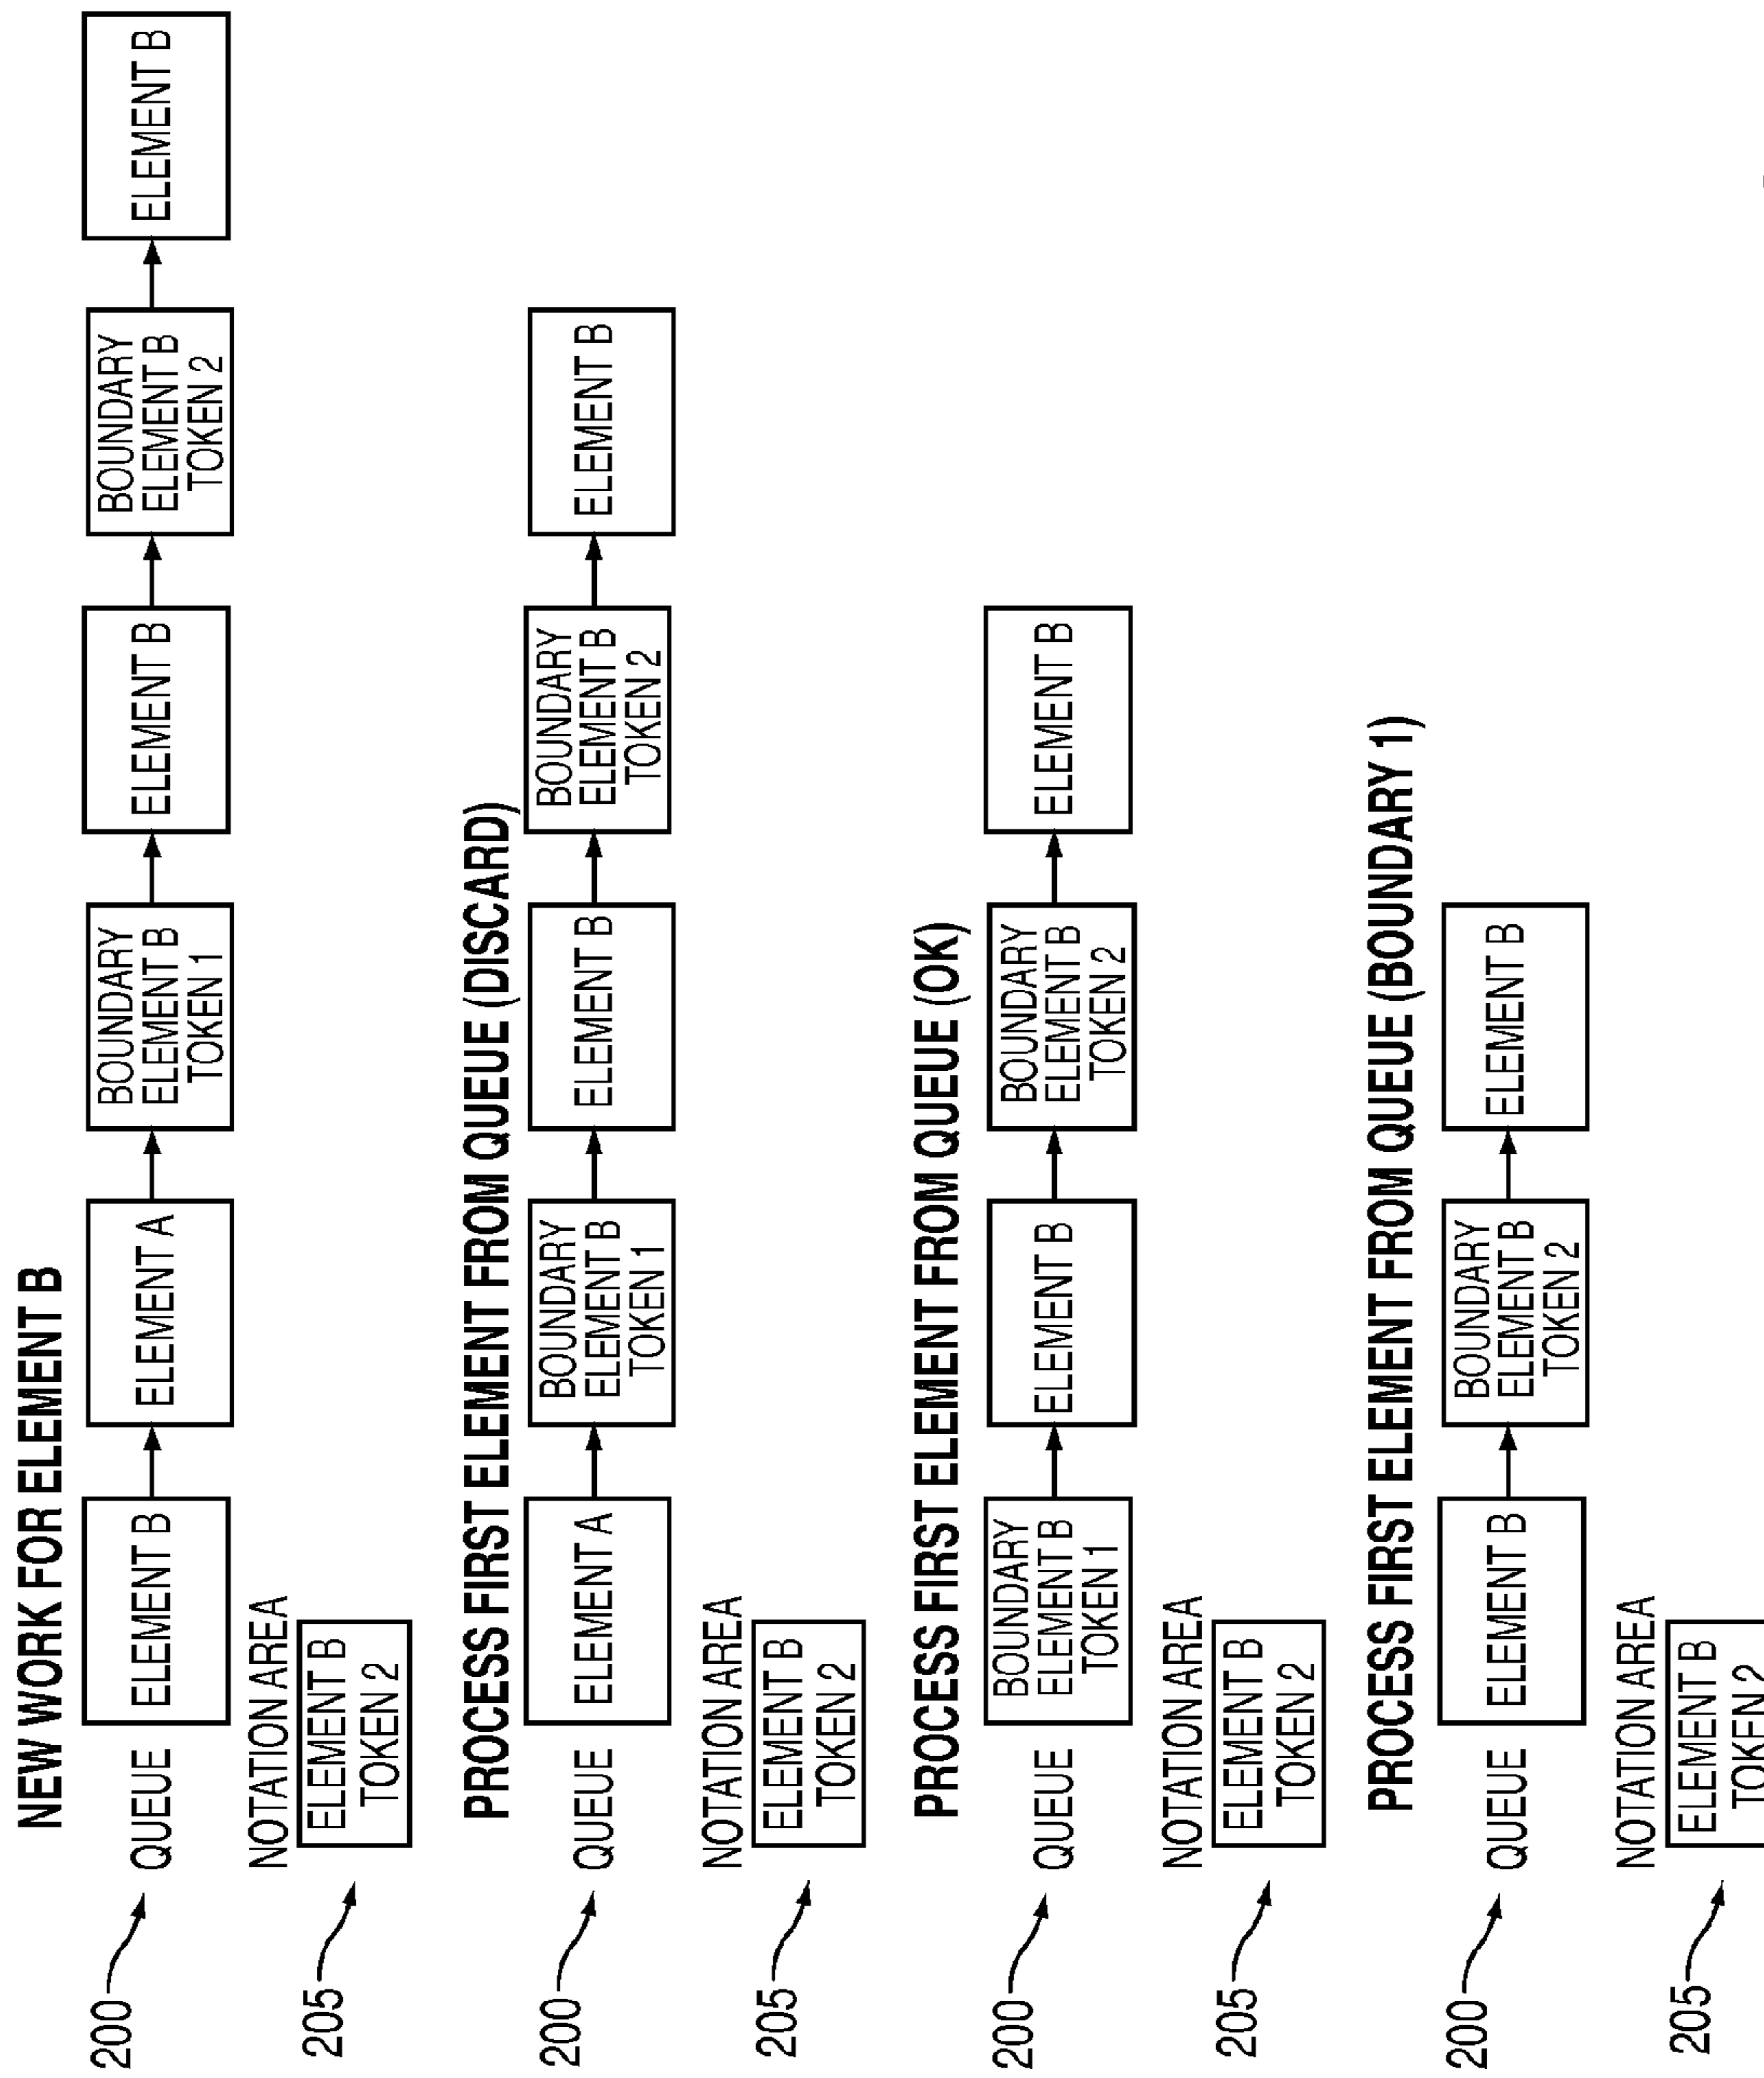 NEW WORK FOR ELEMENT B
200
QUEUE
ELEMENT B
ELEMENT A
BOUNDARY
ELEMENT B
TOKEN 1
ELEMENT B
BOUNDARY
ELEMENT B
TOKEN 2
ELEMENT B
NOTATION AREA
205
ELEMENT B
TOKEN 2
PROCESS FIRST ELEMENT FROM QUEUE (DISCARD)
200
QUEUE
ELEMENT A
BOUNDARY
ELEMENT B
TOKEN 1
ELEMENT B
BOUNDARY
ELEMENT B
TOKEN 2
ELEMENT B
NOTATION AREA
205
ELEMENT B
TOKEN 2
PROCESS FIRST ELEMENT FROM QUEUE (OK)
200
QUEUE
BOUNDARY
ELEMENT B
TOKEN 1
ELEMENT B
BOUNDARY
ELEMENT B
TOKEN 2
ELEMENT B
NOTATION AREA
205
ELEMENT B
TOKEN 2
PROCESS FIRST ELEMENT FROM QUEUE (BOUNDARY 1)
200
QUEUE
ELEMENT B
BOUNDARY
ELEMENT B
TOKEN 2
ELEMENT B
NOTATION AREA
205
ELEMENT B
TOKEN 2